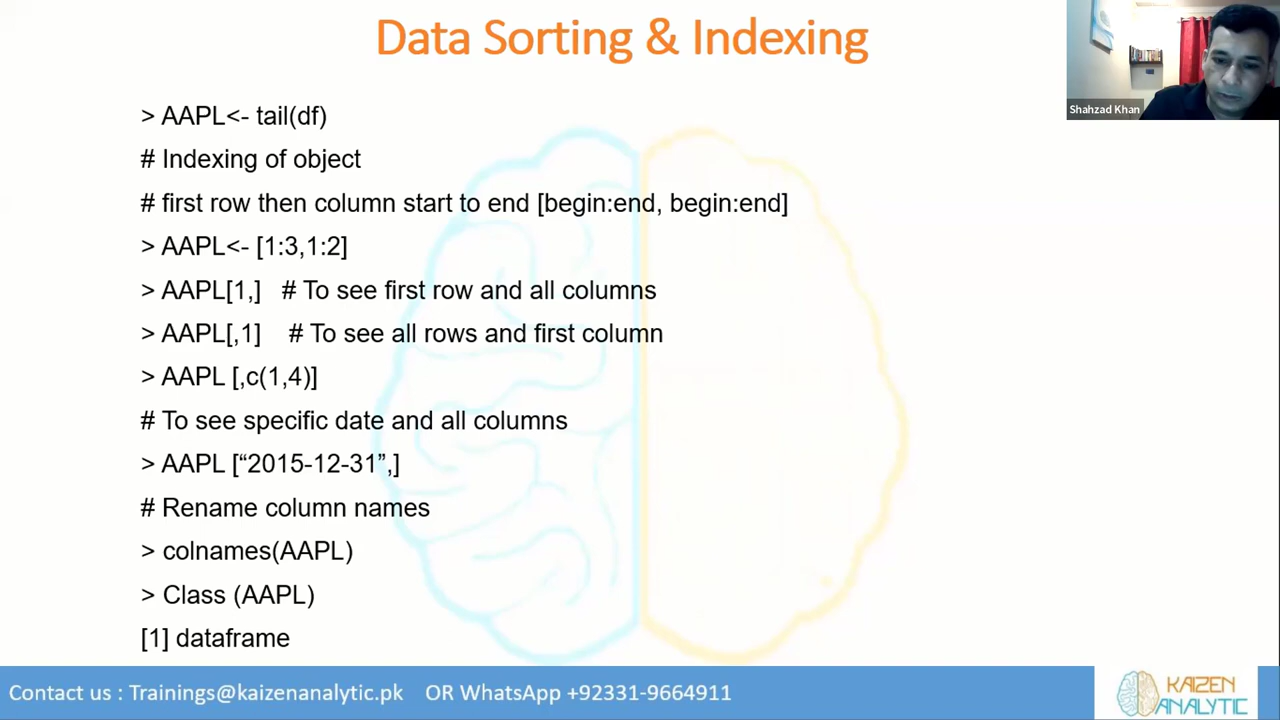 Data Sorting & Indexing
Shahzad Khan
> AAPL<- tail(df)
# Indexing of object
# first row then column start to end [begin:end, begin:end]
> AAPL<- [1:3,1:2]
> AAPL[1,]   # To see first row and all columns
> AAPL[,1]    # To see all rows and first column
> AAPL [,c(1,4)]
# To see specific date and all columns
> AAPL [“2015-12-31”,]
# Rename column names
> colnames(AAPL)
> Class (AAPL)
[1] dataframe
Contact us : Trainings@kaizenanalytic.pk    OR WhatsApp +92331-9664911
KAIZEN
ANALYTIC